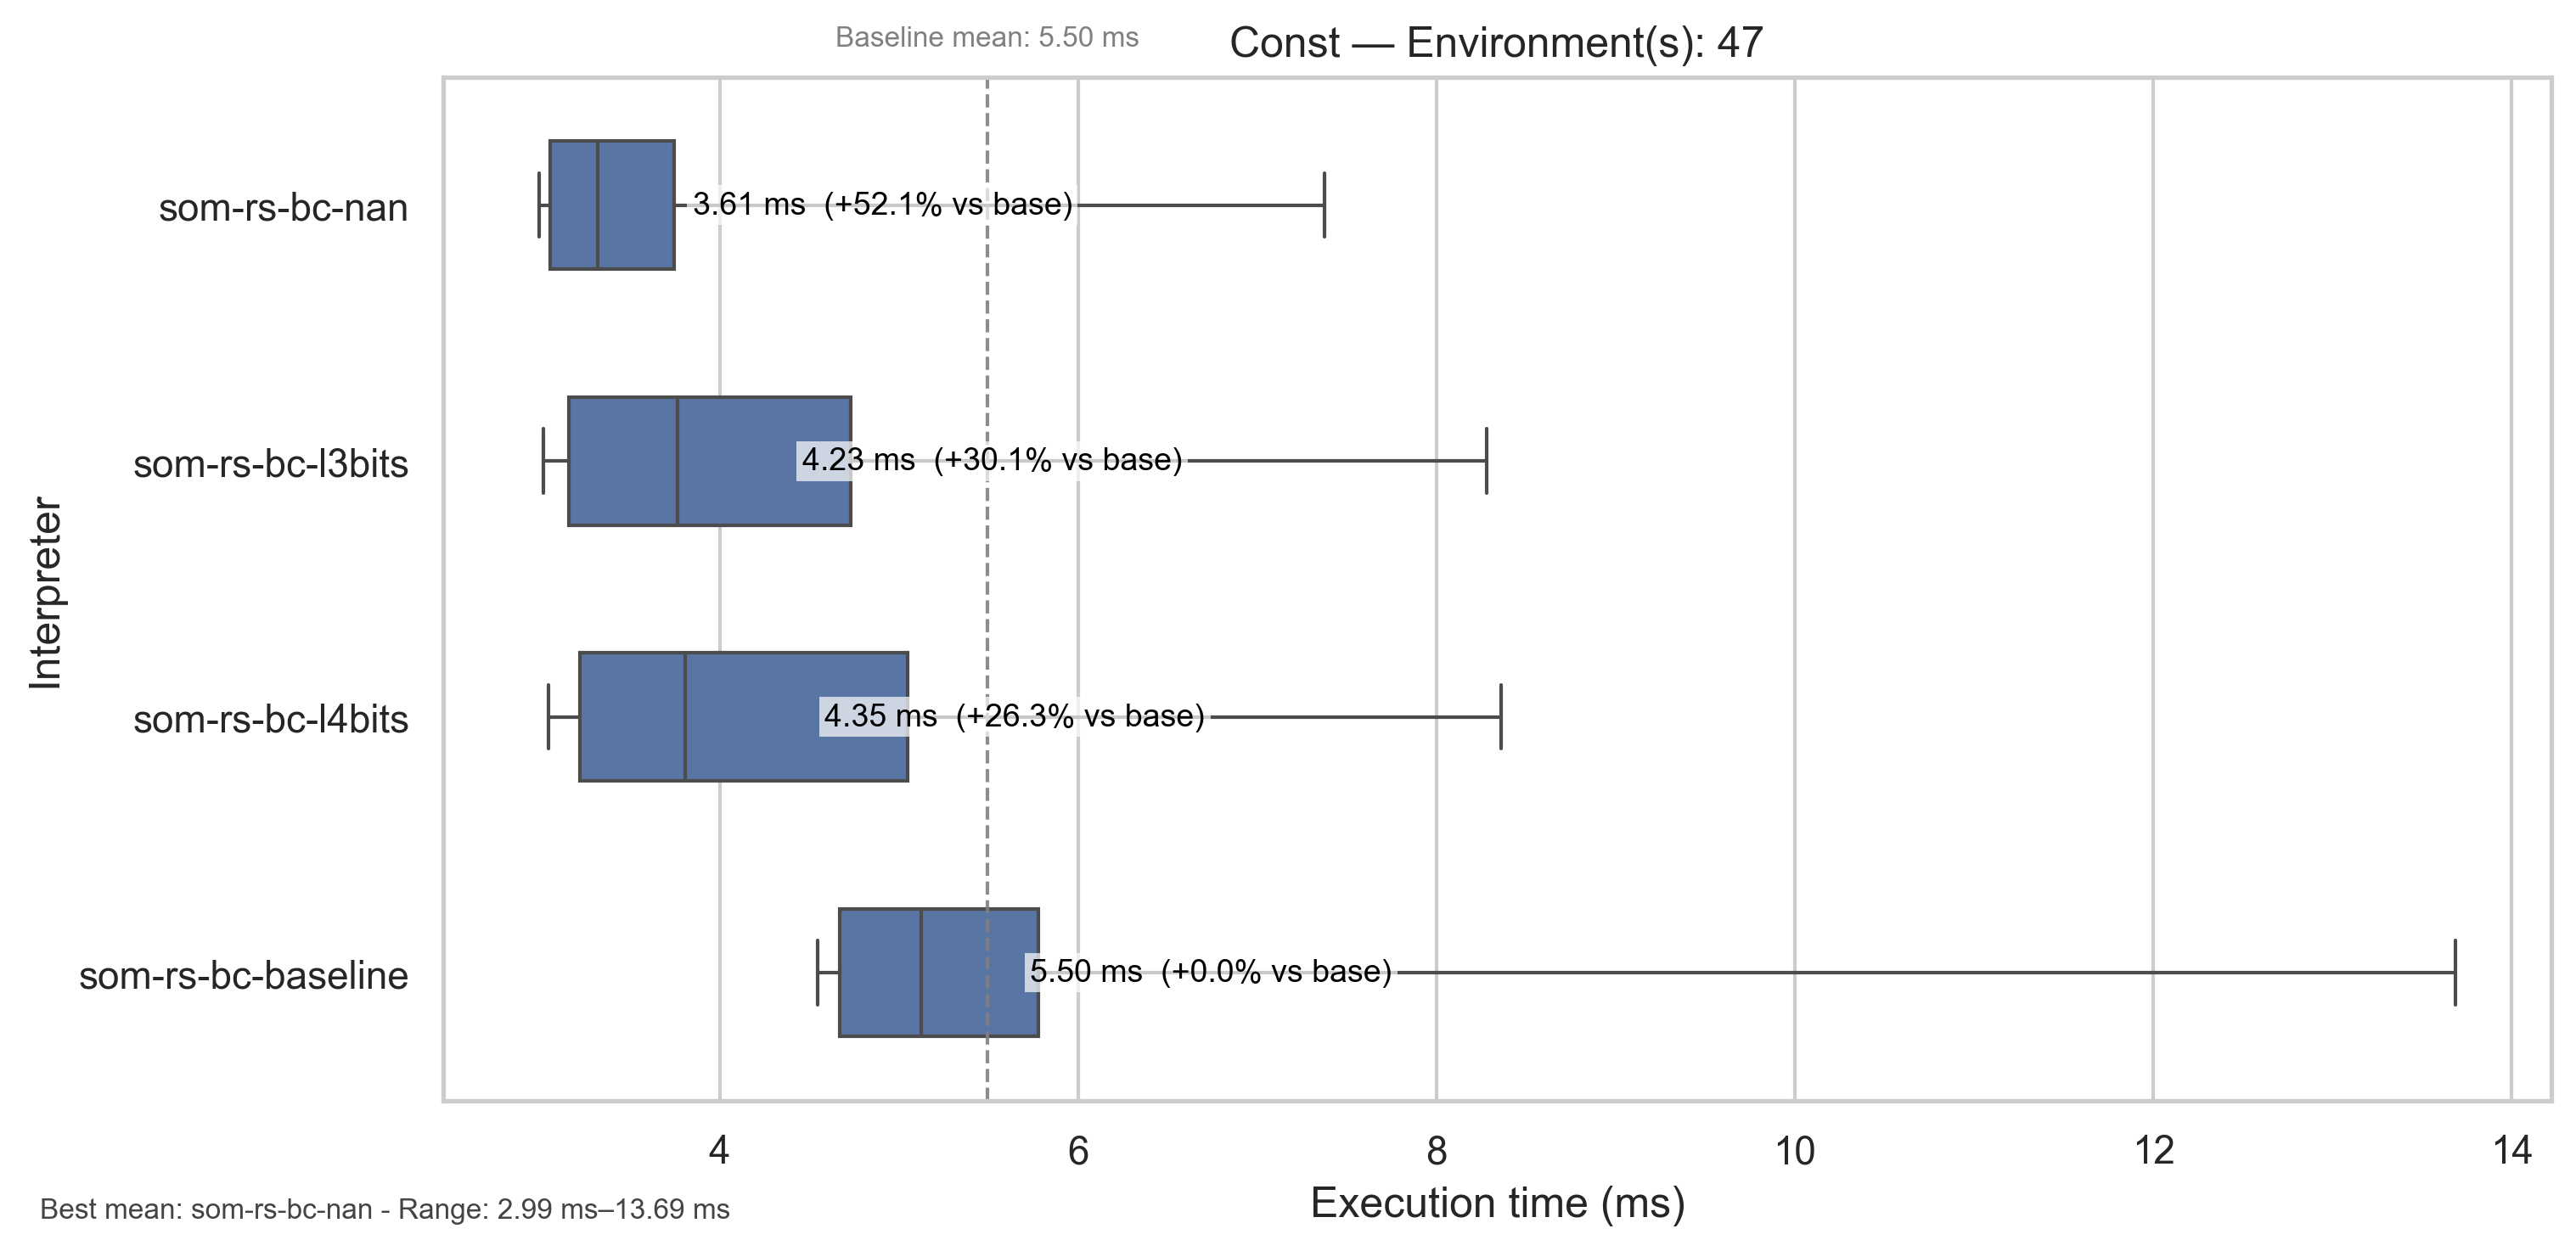 Baseline mean: 5.50 ms
Const — Environment(s): 47
som-rs-bc-nan
3.61 ms (+52.1% vs base)
som-rs-bc-l3bits
4.23 ms (+30.1% vs base)
Interpreter
som-rs-bc-l4bits
4.35 ms (+26.3% vs base)
som-rs-bc-baseline
5.50 ms (+0.0% vs base)
4 6 8 10 12 14
Execution time (ms)
Best mean: som-rs-bc-nan - Range: 2.99 ms–13.69 ms